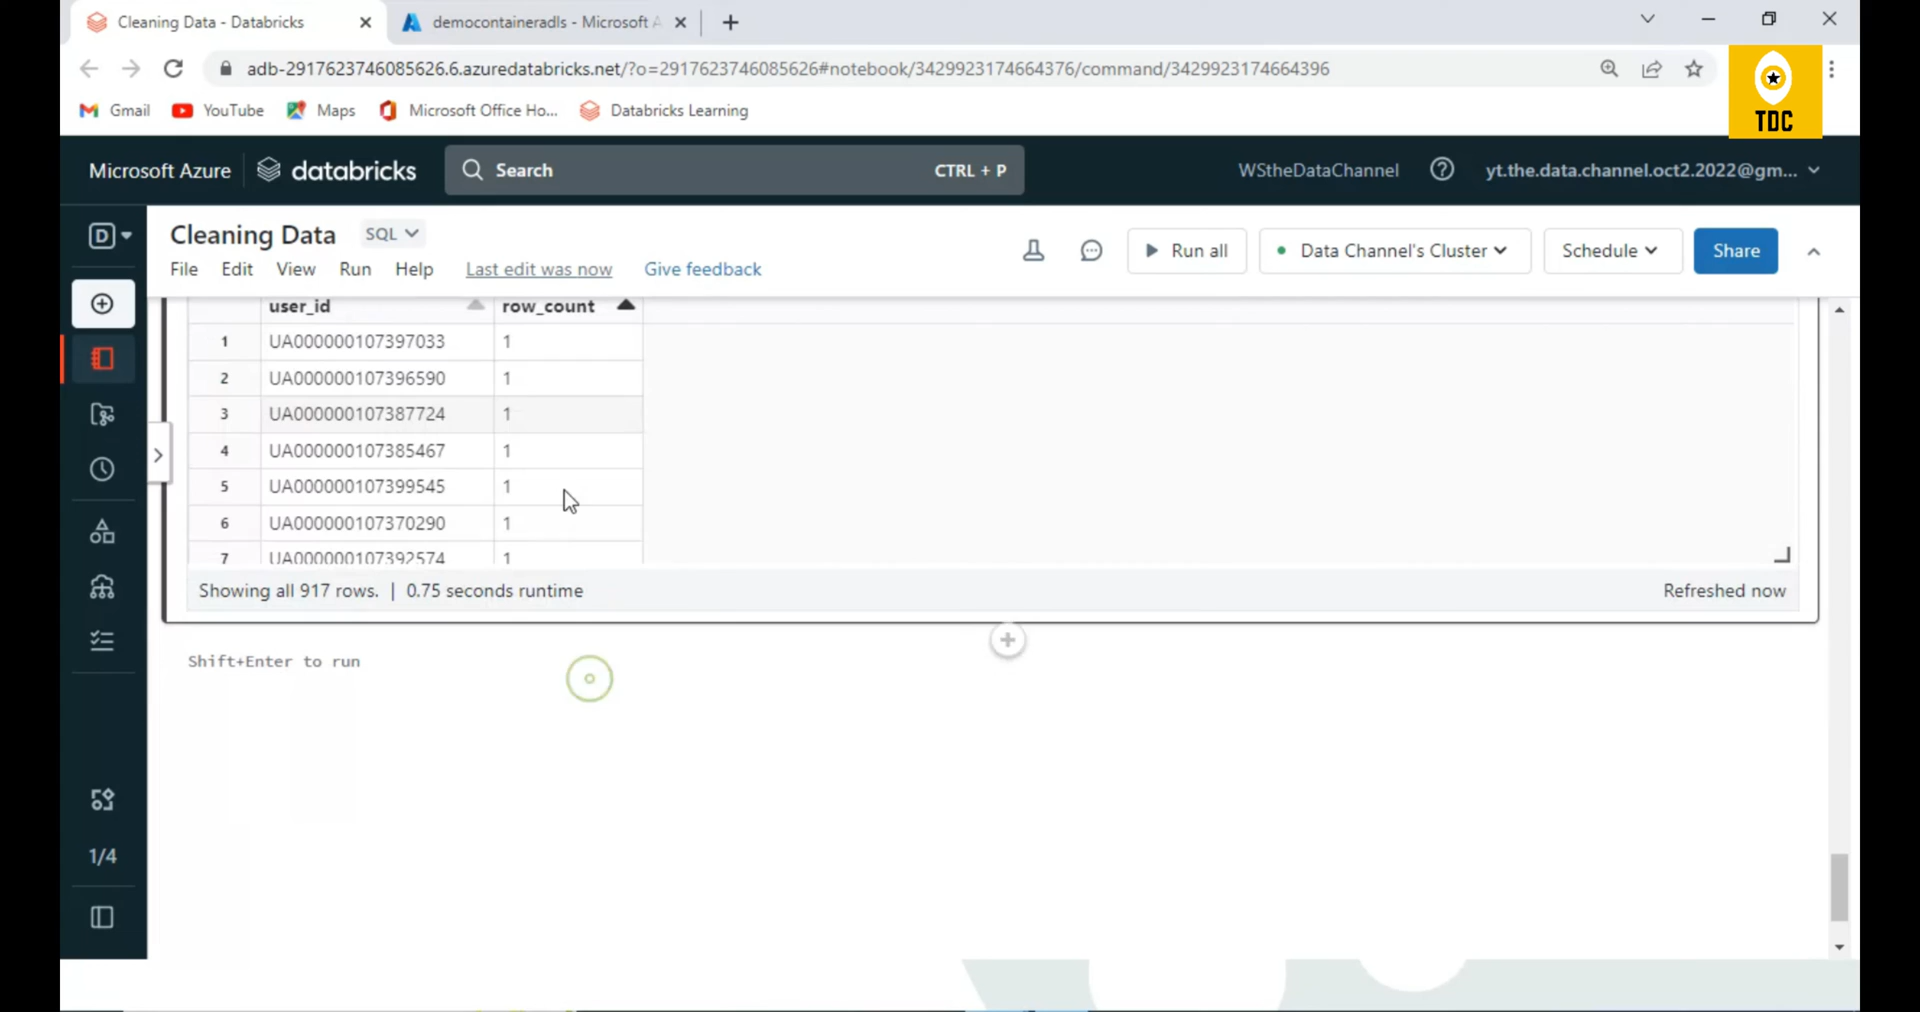 Cleaning Data - Databricks
democontaineradls - Microsoft A
adb-2917623746085626.6.azuredatabricks.net/?o=2917623746085626#notebook/3429923174664376/command/3429923174664396
Gmail YouTube Maps Microsoft Office Ho... Databricks Learning
TDC
Microsoft Azure databricks Search CTRL + P WStheDataChannel yt.the.data.channel.oct2.2022@gm...
D
Cleaning Data SQL
File Edit View Run Help Last edit was now Give feedback
Run all Data Channel's Cluster Schedule Share
user_id row_count
1 UA000000107397033 1
2 UA000000107396590 1
3 UA000000107387724 1
4 UA000000107385467 1
5 UA000000107399545 1
6 UA000000107370290 1
7 UA000000107392574 1
Showing all 917 rows. | 0.75 seconds runtime Refreshed now
Shift+Enter to run
1/4